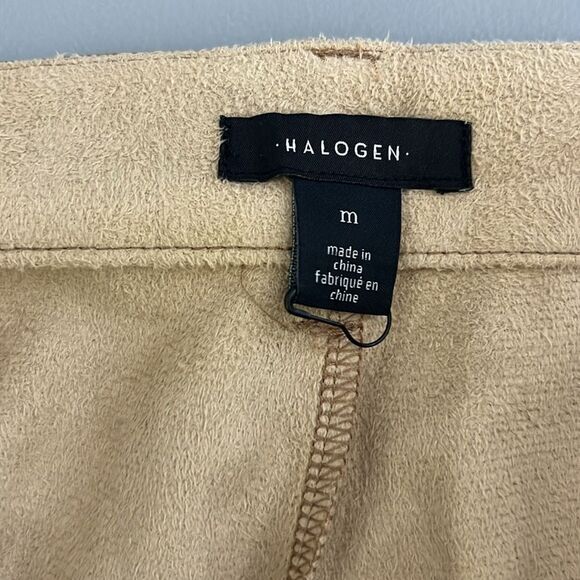 ·HALOGEN·
m
made in
china
fabriqué en
chine